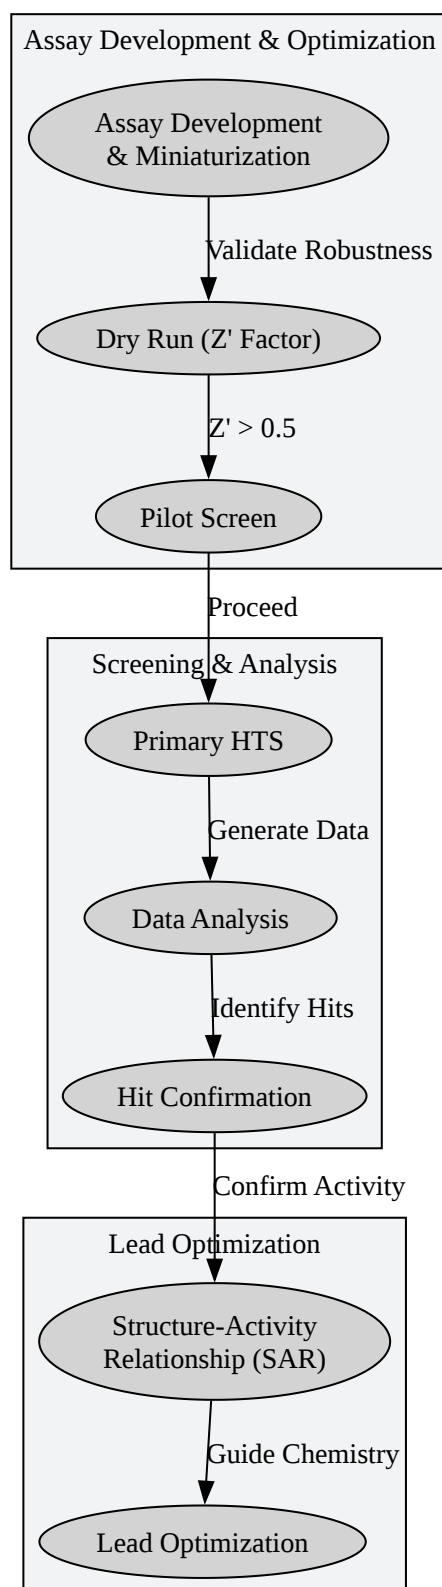 Assay Development & Optimization
Assay Development
& Miniaturization
Validate Robustness
Dry Run (Z' Factor)
Z' > 0.5
Pilot Screen
Proceed
Screening & Analysis
Primary HTS
Generate Data
Data Analysis
Identify Hits
Hit Confirmation
Confirm Activity
Lead Optimization
Structure-Activity
Relationship (SAR)
Guide Chemistry
Lead Optimization